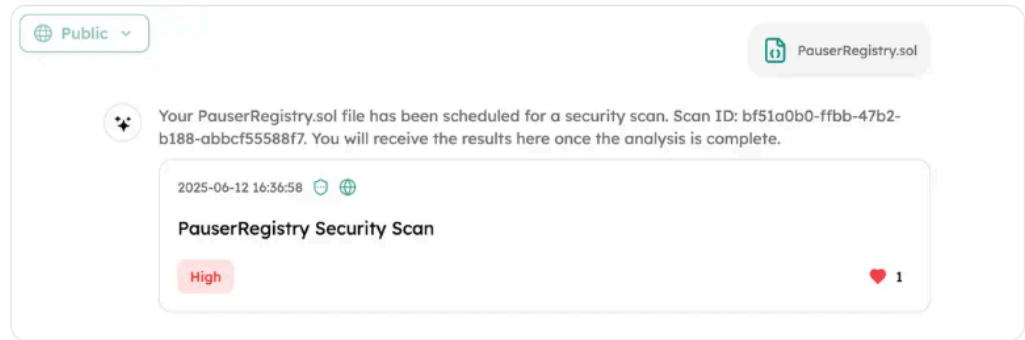 Public
PauserRegistry.sol
Your PauserRegistry.sol file has been scheduled for a security scan. Scan ID: bf51a0b0-ffbb-47b2-
b188-abbcf55588f7. You will receive the results here once the analysis is complete.
2025-06-12 16:36:58
PauserRegistry Security Scan
High
1